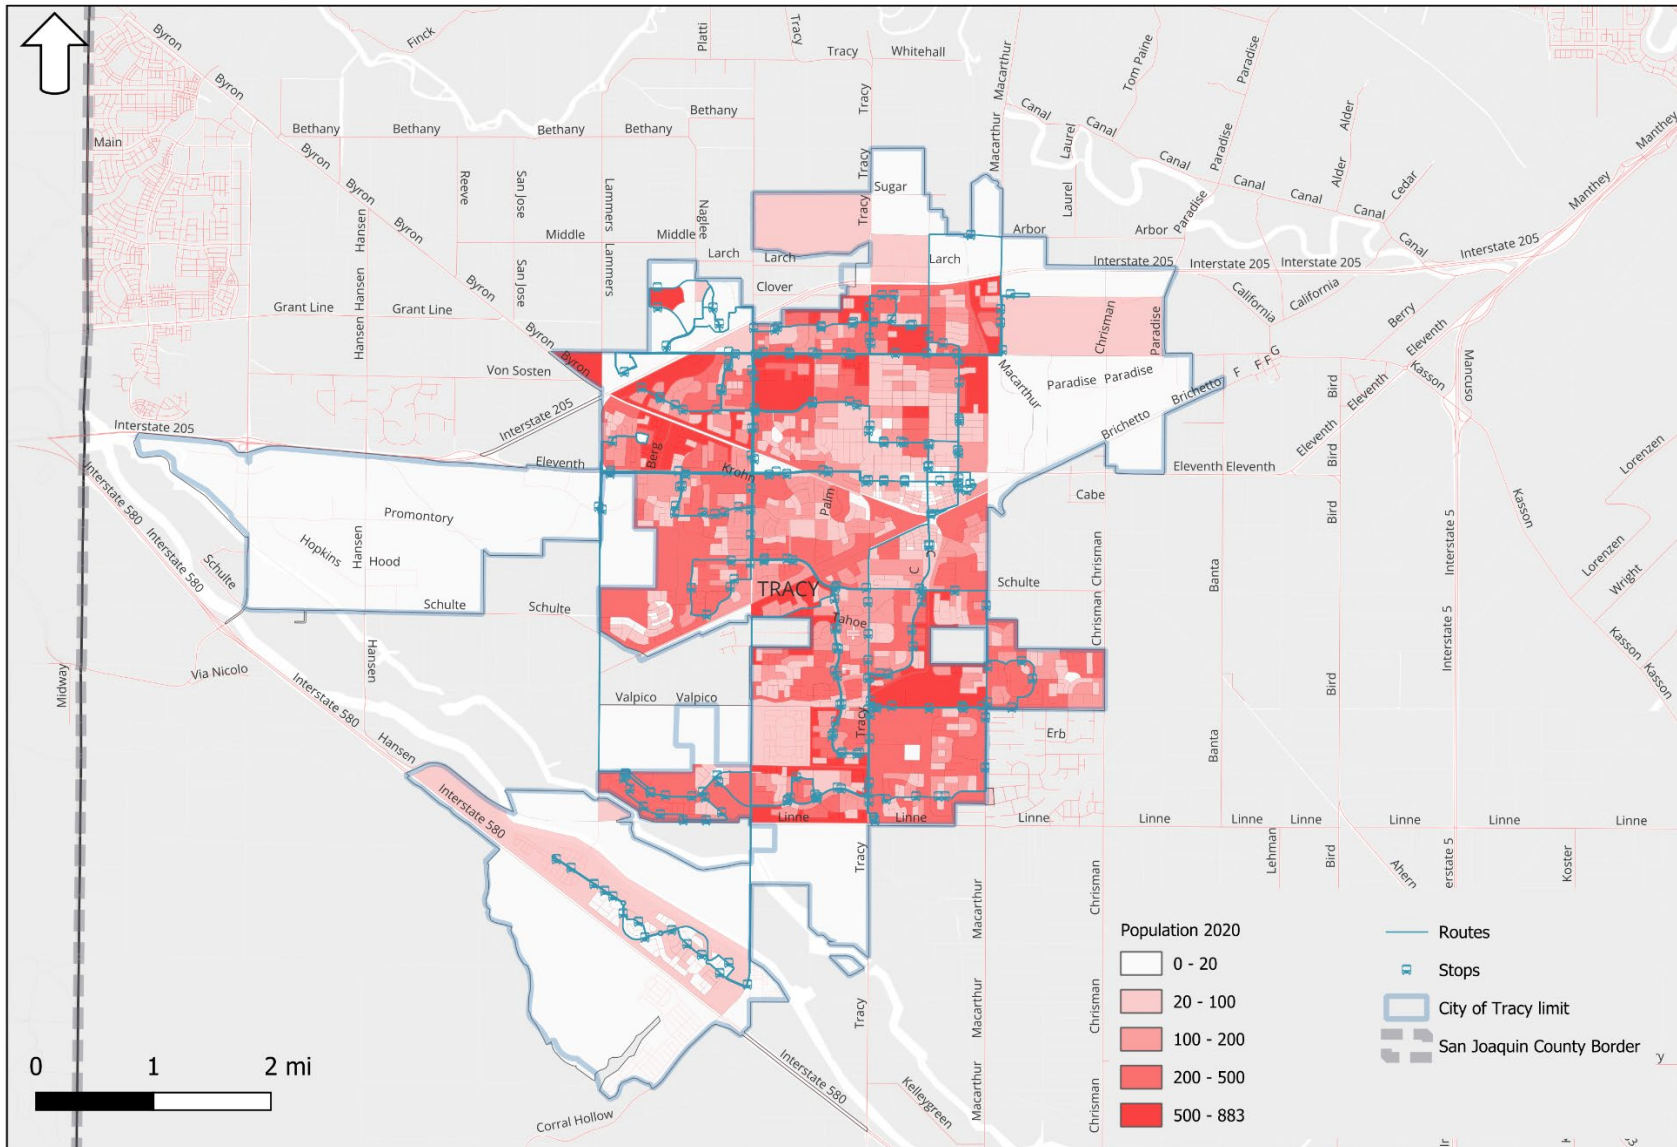 Byron
Finck
Platti
Tracy
Tracy
Whitehall
Macarthur
Tom Paine
Paradise
Byron
Bethany
Tracy
Macarthur
Canal
Paradise
Alder
Manthey
Main
Bethany
Bethany
Bethany
Bethany
Canal
Laurel
Manthey
Byron
Reeve
San Jose
Lammers
Naglee
Tracy
Sugar
Macarthur
Laurel
Canal
Paradise
Canal
Alder
Canal
Cedar
Manthey
Byron
Hansen
Middle
Middle
Tracy
Arbor
Arbor
Paradise
Canal
Canal
Interstate 205
Byron
Lammers
Larch
Larch
Larch
Interstate 205
Interstate 205
Interstate 205
Hansen
Hansen
San Jose
Byron
Clover
Chrisman
Paradise
California
California
Grant Line
Grant Line
Berry
Eleventh
Byron
Byron
Von Sosten
Macarthur
Paradise
Paradise
Brichetto
F
F
F
G
Bird
Eleventh
Kasson
Mancuso
Interstate 205
Interstate 205
Brichetto
Eleventh
Bird
Eleventh
Berg
Krohn
Eleventh
Eleventh
Lorenzen
Interstate 580
Promontory
Palm
Cabe
Bird
Kasson
Interstate 580
Hopkins
Hansen
Hood
Schulte
C
C
Interstate 5
Lorenzen
Wright
TRACY
Schulte
Chrisman
Chrisman
Banta
Schulte
Schulte
Tahoe
Interstate 5
Kasson
Kasson
Kasson
Midway
Via Nicolo
Hansen
Interstate 580
Valpico
Valpico
Bird
Tracy
Erb
Banta
Hansen
Interstate 580
Linne
Linne
Linne
Linne
Linne
Linne
Linne
Linne
Linne
Tracy
Lehman
Bird
Ahern
erstate 5
Koster
Macarthur
Chrisman
Population 2020
0 - 20
20 - 100
100 - 200
200 - 500
500 - 883
Routes
Stops
City of Tracy limit
San Joaquin County Border
Tracy
Macarthur
Chrisman
Interstate 580
Kelleygreen
Macarthur
Chrisman
Corral Hollow
0
1
2 mi